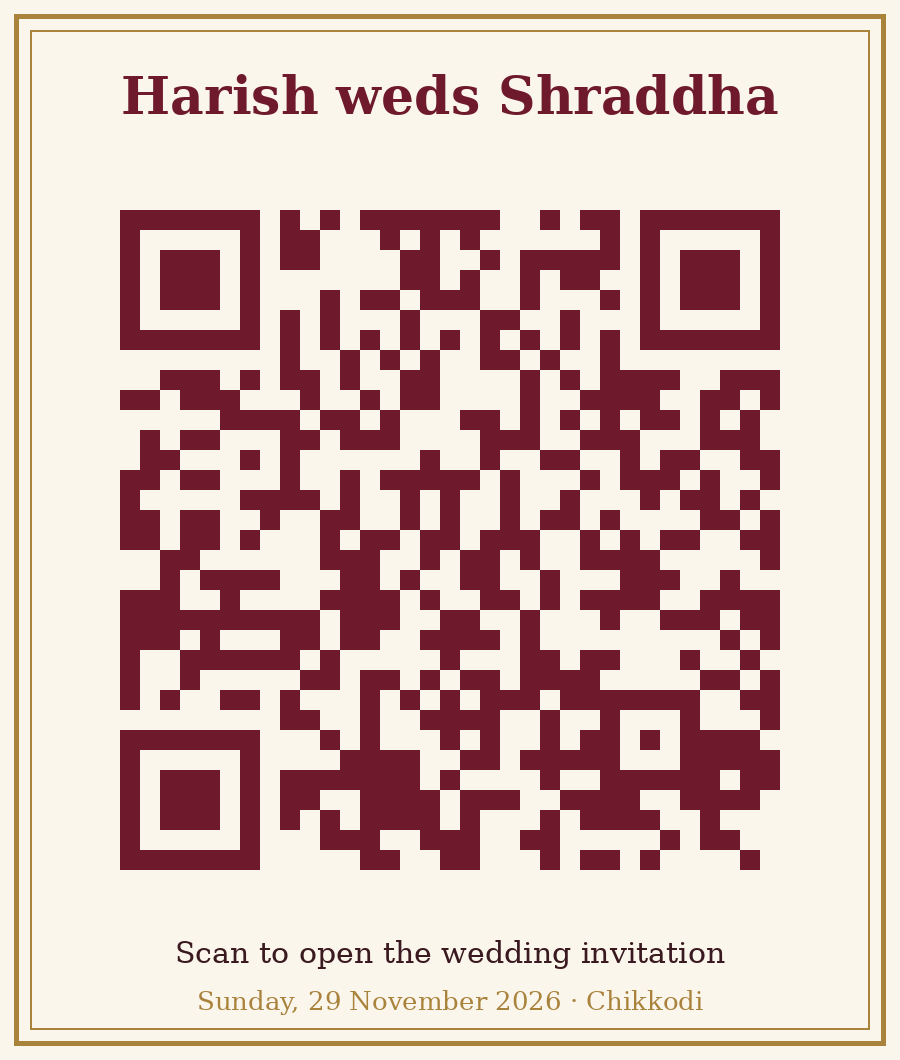 Harish weds Shraddha
Scan to open the wedding invitation
Sunday, 29 November 2026 · Chikkodi